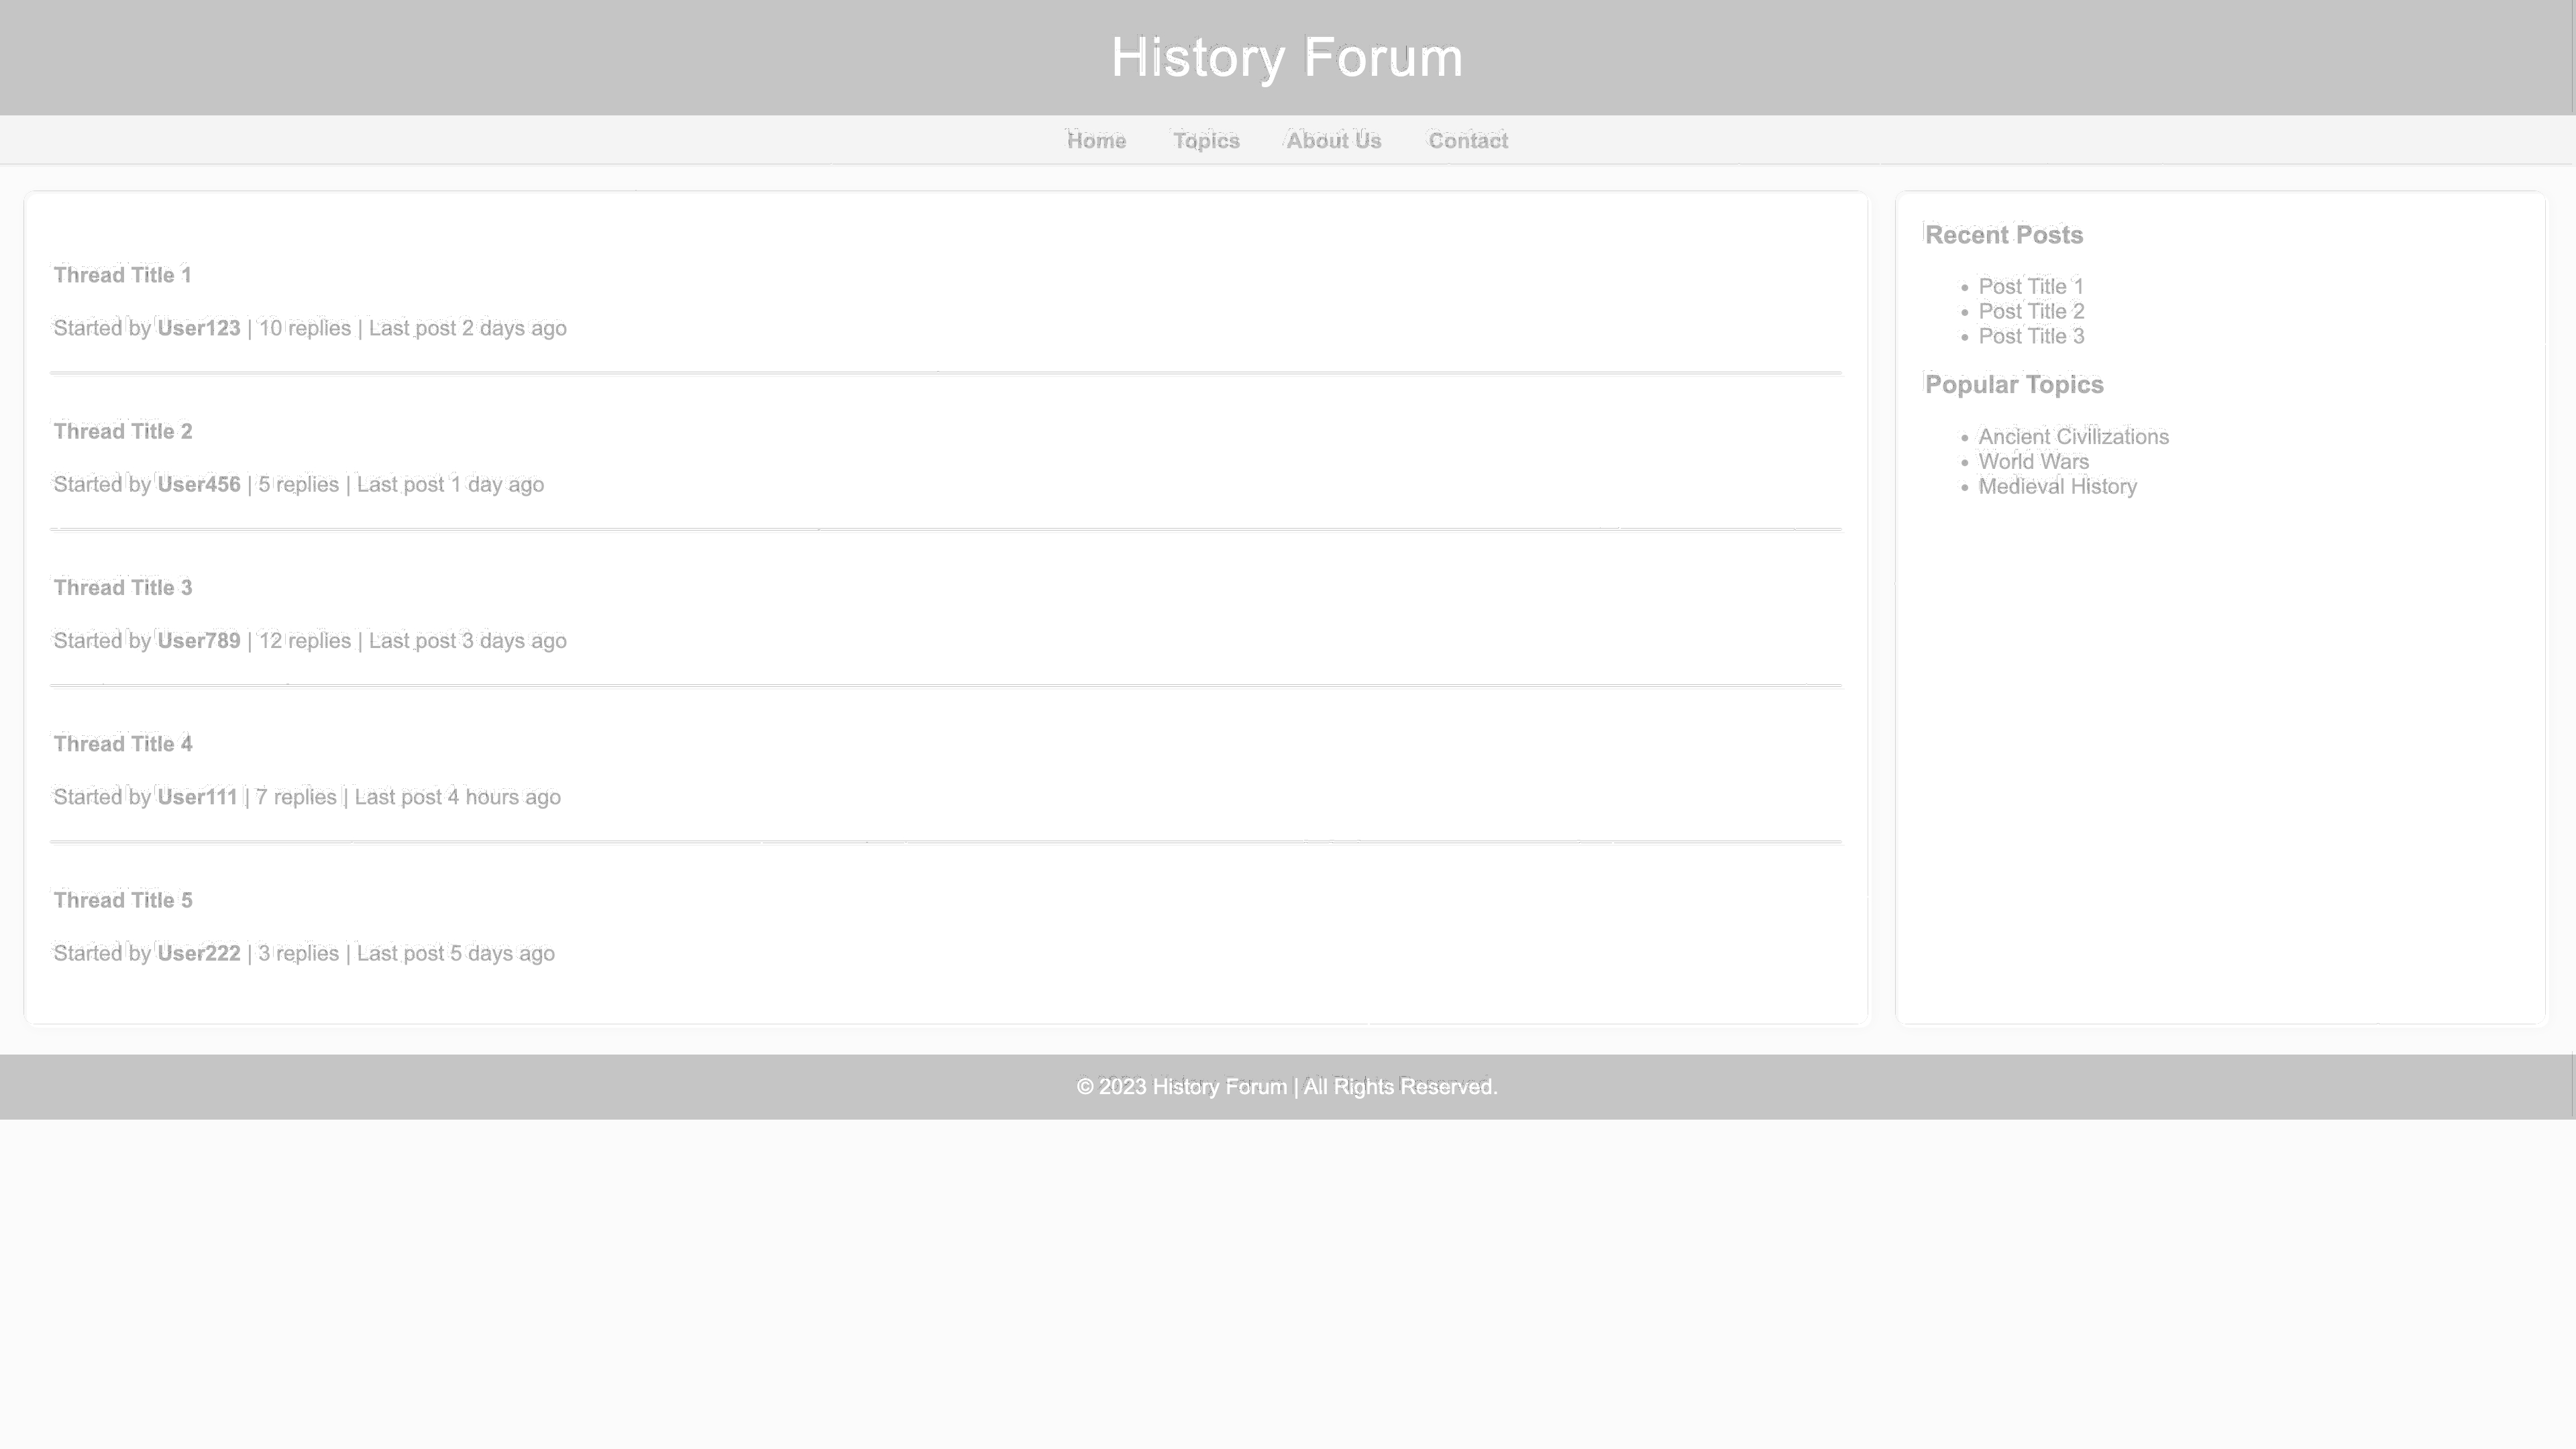 History Forum
Home Topics About Us Contact
Thread Title 1
Started by User123 | 10 replies | Last post 2 days ago
Thread Title 2
Started by User456 | 5 replies | Last post 1 day ago
Thread Title 3
Started by User789 | 12 replies | Last post 3 days ago
Thread Title 4
Started by User111 | 7 replies | Last post 4 hours ago
Thread Title 5
Started by User222 | 3 replies | Last post 5 days ago
Recent Posts
• Post Title 1
• Post Title 2
• Post Title 3
Popular Topics
• Ancient Civilizations
• World Wars
• Medieval History
© 2023 History Forum | All Rights Reserved.